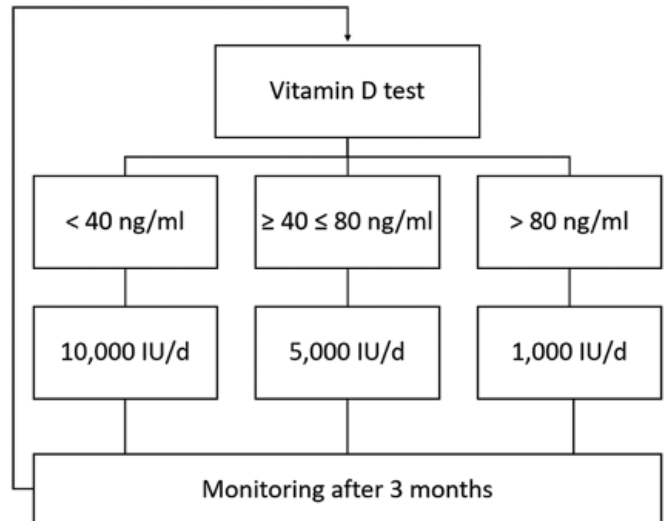 Vitamin D test
< 40 ng/ml
≥ 40 ≤ 80 ng/ml
> 80 ng/ml
10,000 IU/d
5,000 IU/d
1,000 IU/d
Monitoring after 3 months